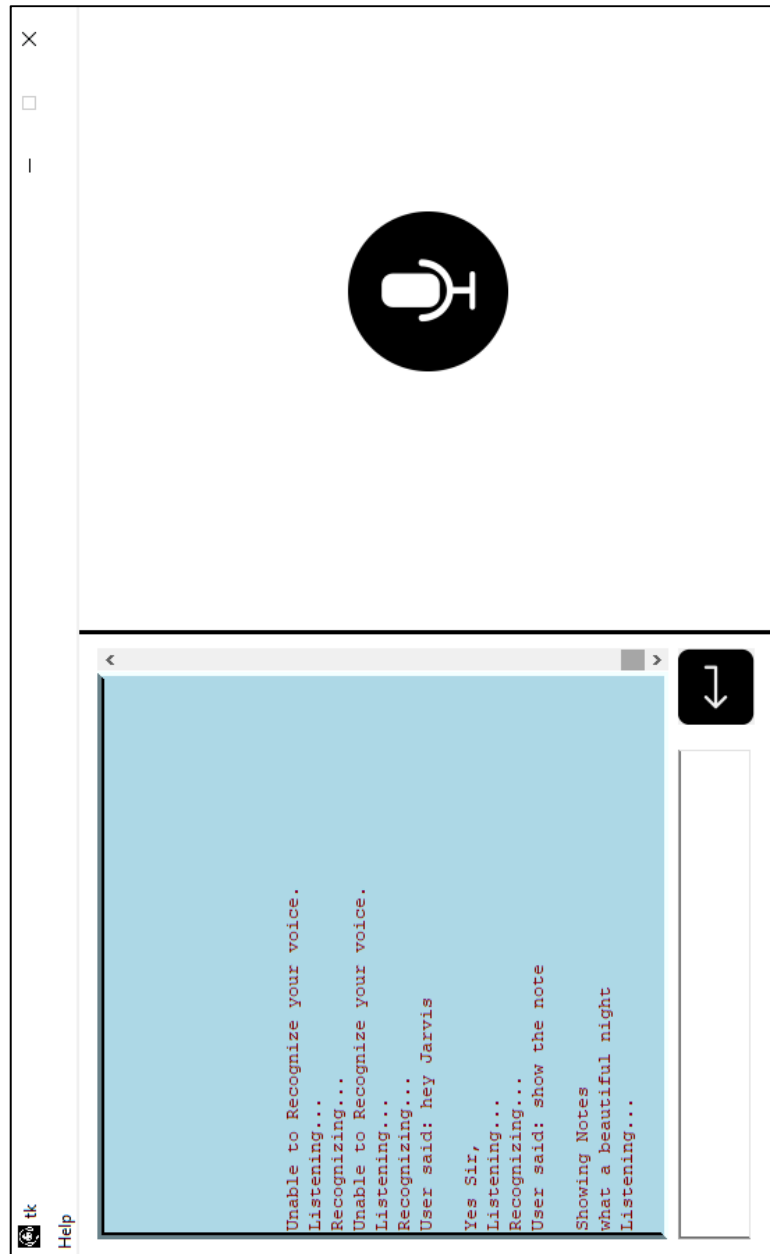 tk
Help
Unable to Recognize your voice.
Listening...
Recognizing...
Unable to Recognize your voice.
Listening...
Recognizing...
User said: hey Jarvis
Yes Sir,
Listening...
Recognizing...
User said: show the note
Showing Notes
what a beautiful night
Listening...